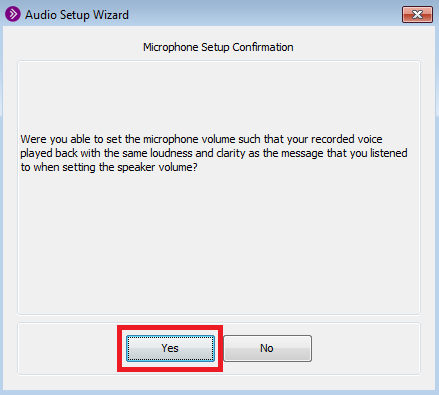 Audio Setup Wizard
Microphone Setup Confirmation
Were you able to set the microphone volume such that your recorded voice
played back with the same loudness and clarity as the message that you listened
to when setting the speaker volume?
Yes
No